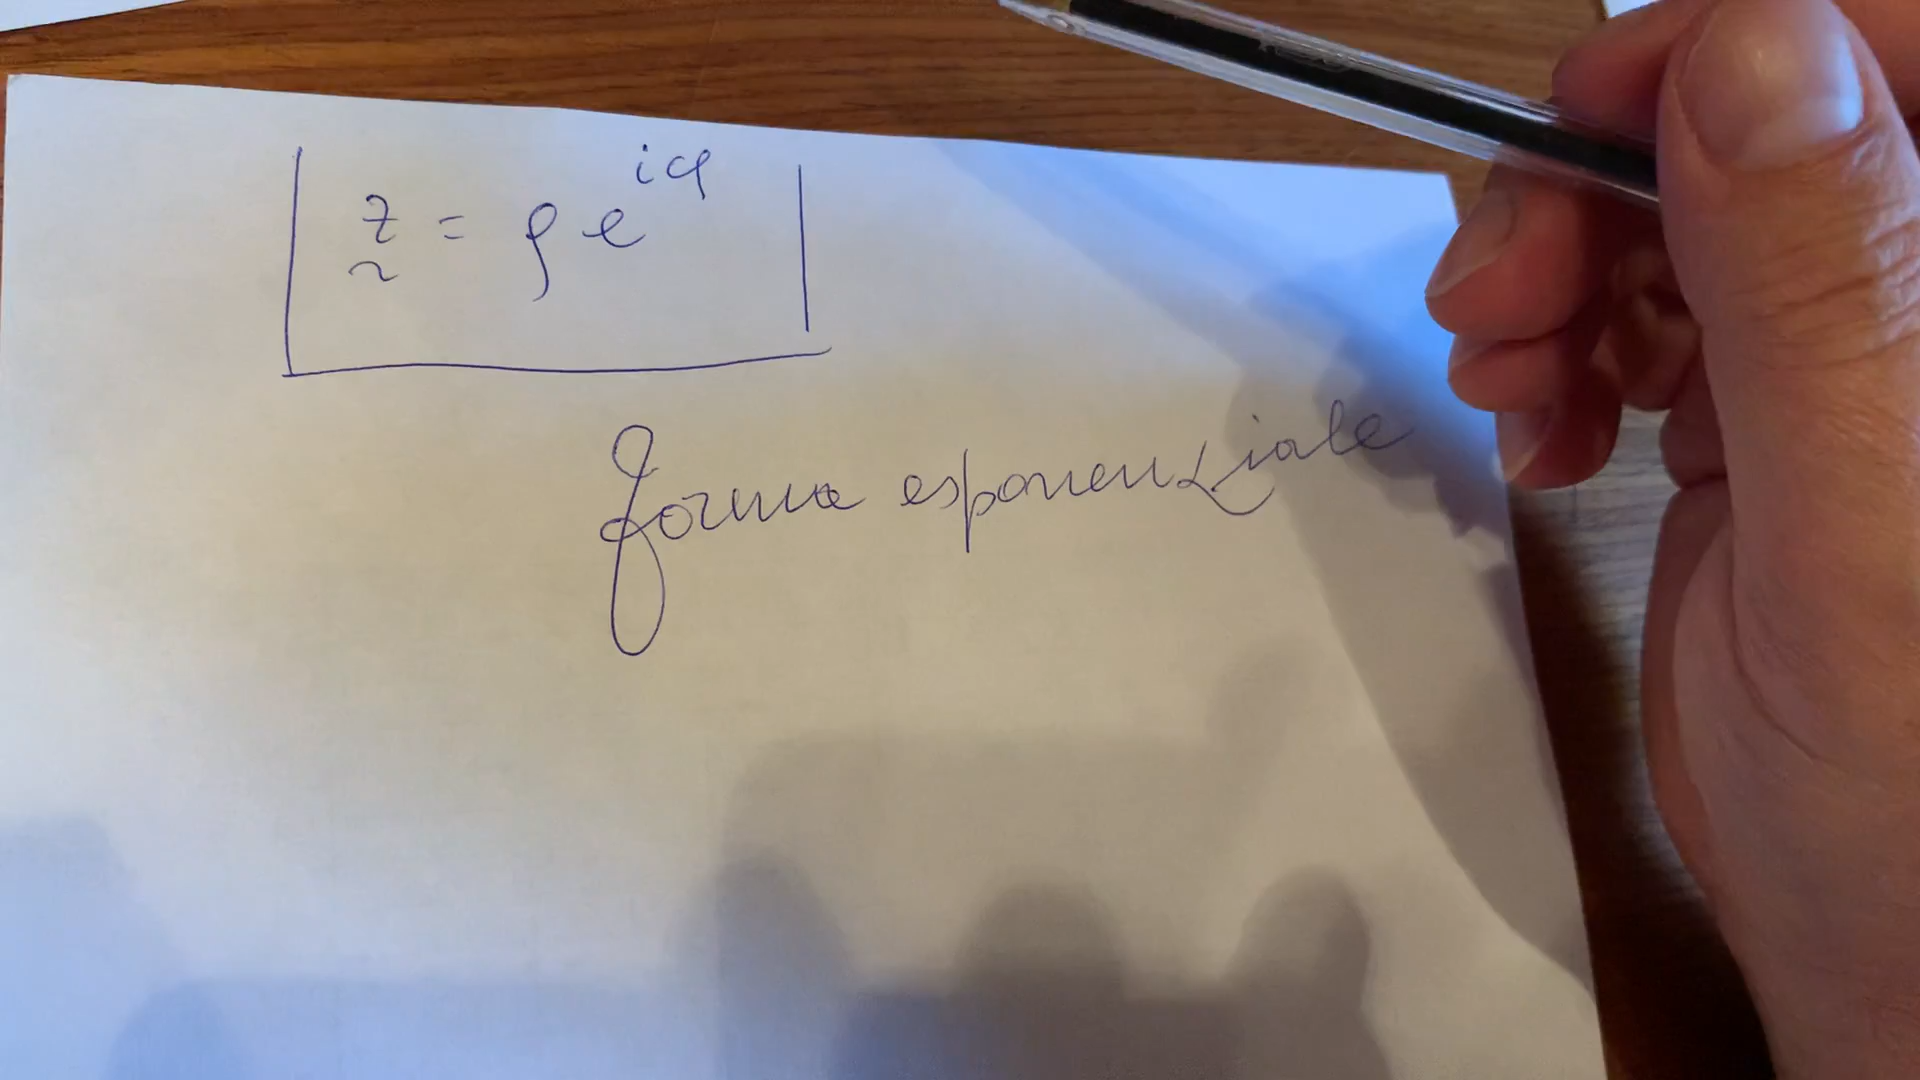 z = ρ e^{iφ}
forma esponenziale